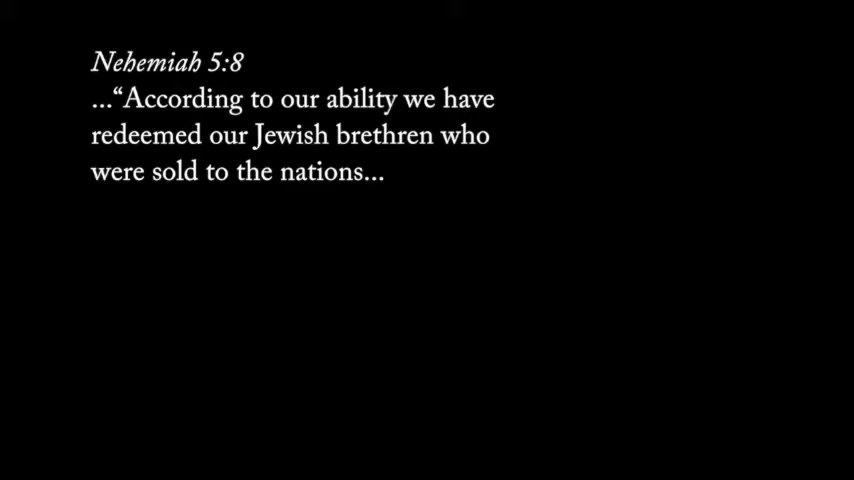 Nehemiah 5:8
...“According to our ability we have
redeemed our Jewish brethren who
were sold to the nations...